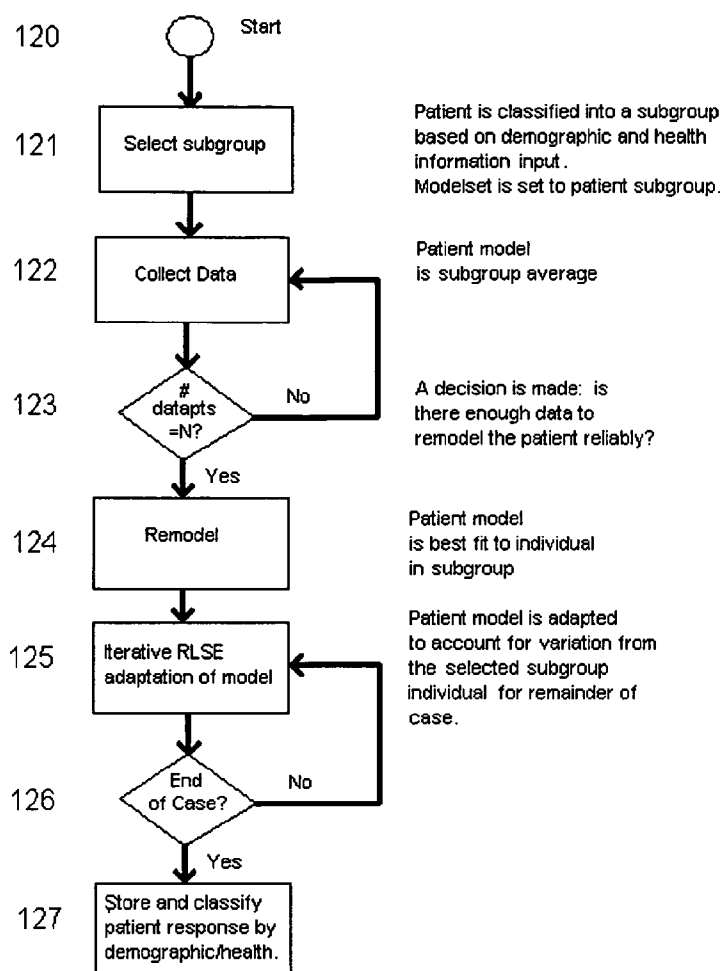 120
Start
121
Select subgroup
Patient is classified into a subgroup
based on demographic and health
information input.
Modelset is set to patient subgroup.
122
Collect Data
Patient model
is subgroup average
123
#
datapts
=N?
No
A decision is made: is
there enough data to
remodel the patient reliably?
Yes
124
Remodel
Patient model
is best fit to individual
in subgroup
125
Iterative RLSE
adaptation of model
Patient model is adapted
to account for variation from
the selected subgroup
individual for remainder of
case.
126
End
of Case?
No
Yes
127
Store and classify
patient response by
demographic/health.